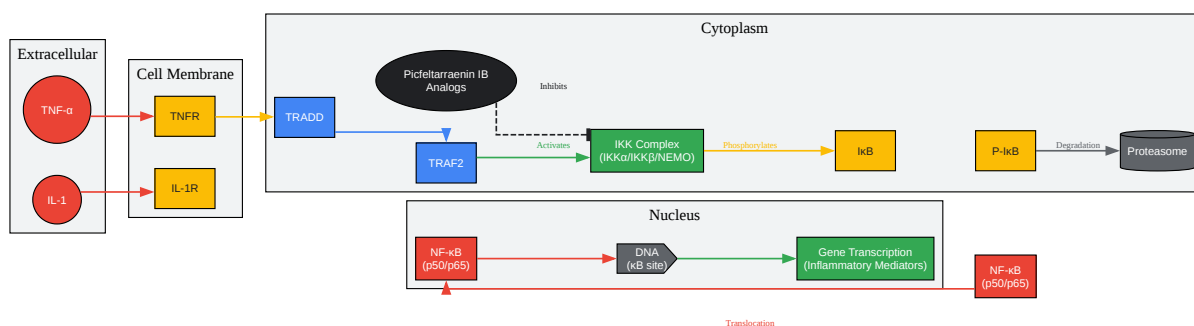 Extracellular
TNF-α
IL-1
Cell Membrane
TNFR
IL-1R
Cytoplasm
TRADD
Picfeltarraenin IB
Analogs
Inhibits
TRAF2
Activates
IKK Complex
(IKKα/IKKβ/NEMO)
Phosphorylates
IκB
P-IκB
Degradation
Proteasome
Nucleus
NF-κB
(p50/p65)
DNA
(κB site)
Gene Transcription
(Inflammatory Mediators)
NF-κB
(p50/p65)
Translocation